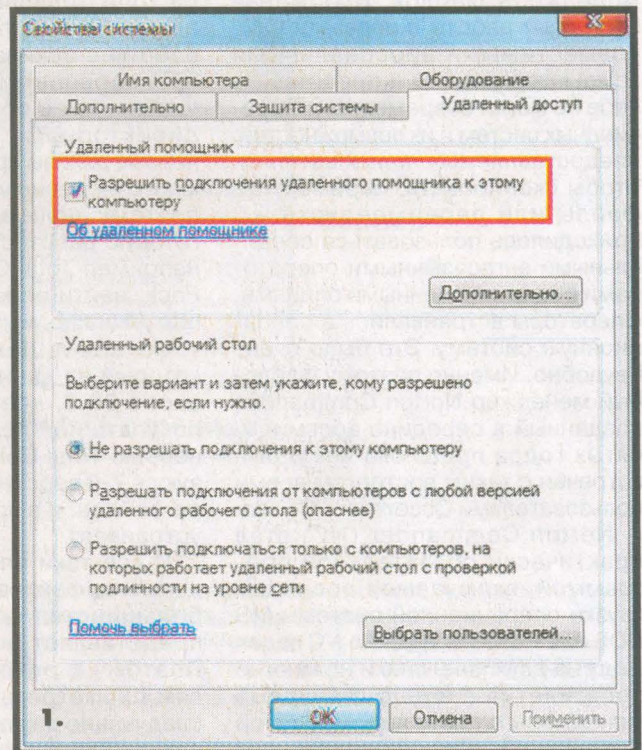 Свойства системы
Имя компьютера
Оборудование
Дополнительно
Защита системы
Удаленный доступ
Удаленный помощник
Разрешить подключения удаленного помощника к этому
компьютеру
Об удаленном помощнике
Дополнительно...
Удаленный рабочий стол
Выберите вариант и затем укажите, кому разрешено
подключение, если нужно.
Не разрешать подключения к этому компьютеру
Разрешать подключения от компьютеров с любой версией
удаленного рабочего стола (опаснее)
Разрешить подключаться только с компьютеров, на
которых работает удаленный рабочий стол с проверкой
подлинности на уровне сети
Помочь выбрать
Выбрать пользователей...
1.
ОК
Отмена
Применить